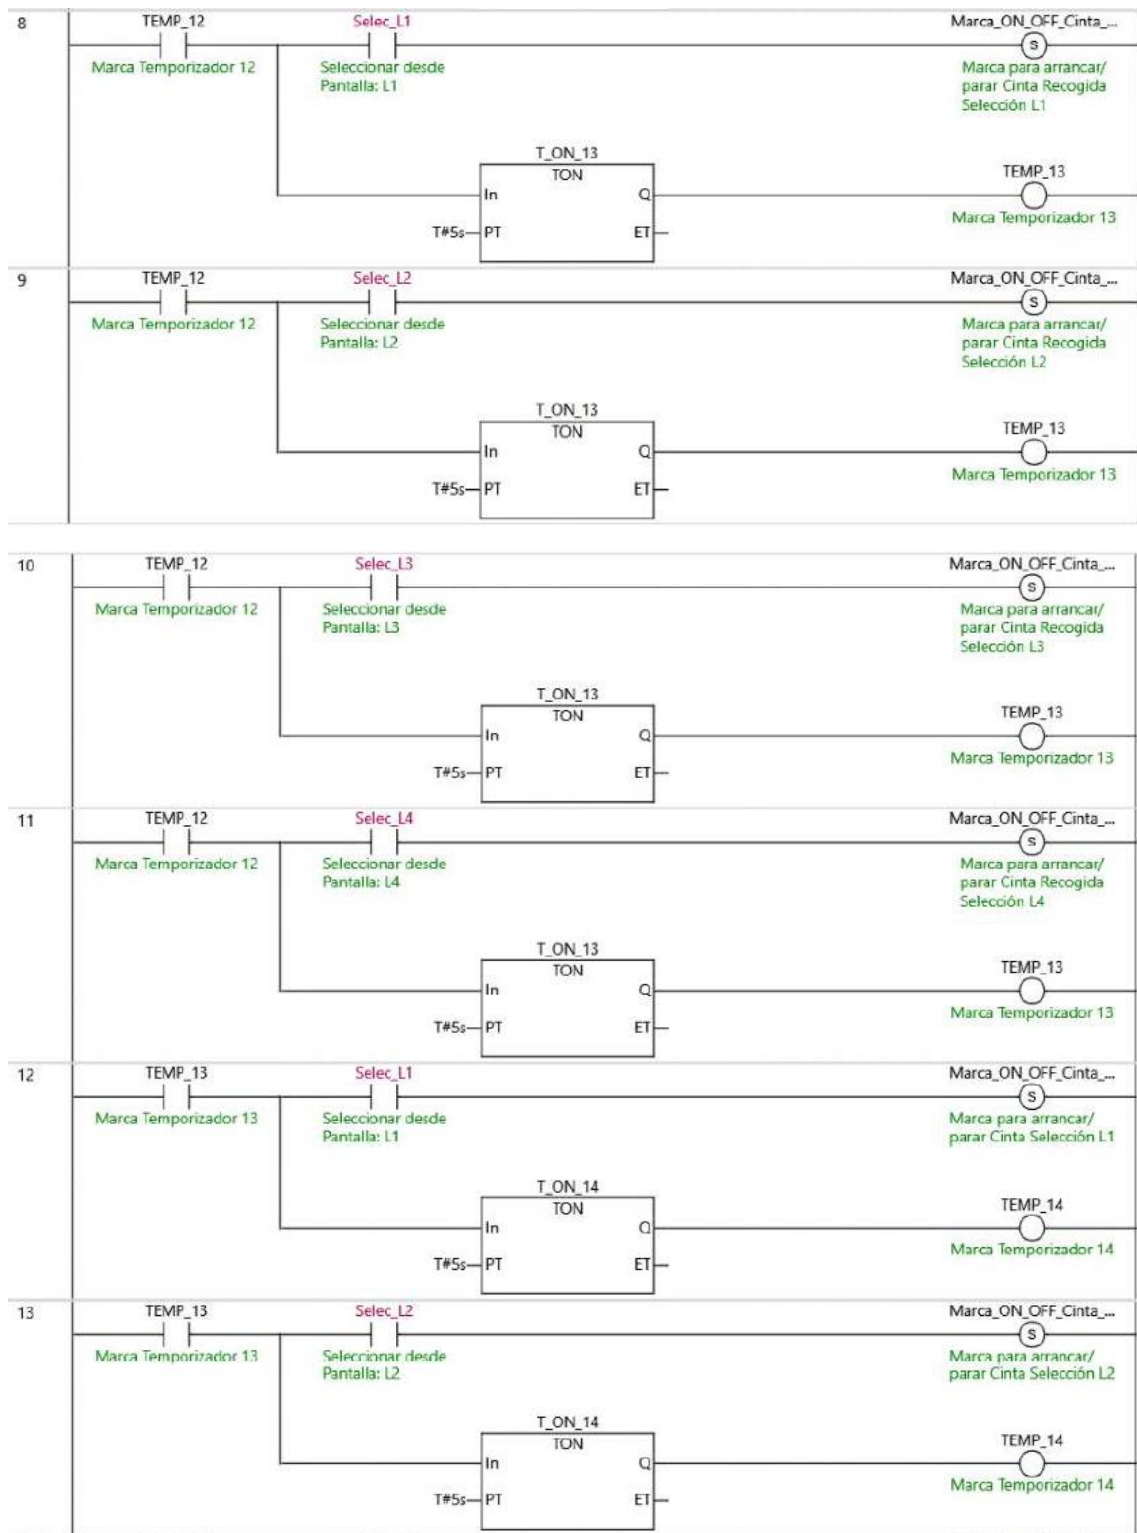 8
TEMP_12
Selec_L1
Marca_ON_OFF_Cinta_...
S
Marca Temporizador 12
Seleccionar desde
Pantalla: L1
Marca para arrancar/
parar Cinta Recogida
Selección L1
T_ON_13
TON
TEMP_13
In
Q
Marca Temporizador 13
T#5s
PT
ET
9
TEMP_12
Selec_L2
Marca_ON_OFF_Cinta_...
S
Marca Temporizador 12
Seleccionar desde
Pantalla: L2
Marca para arrancar/
parar Cinta Recogida
Selección L2
T_ON_13
TON
TEMP_13
In
Q
Marca Temporizador 13
T#5s
PT
ET
10
TEMP_12
Selec_L3
Marca_ON_OFF_Cinta_...
S
Marca Temporizador 12
Seleccionar desde
Pantalla: L3
Marca para arrancar/
parar Cinta Recogida
Selección L3
T_ON_13
TON
TEMP_13
In
Q
Marca Temporizador 13
T#5s
PT
ET
11
TEMP_12
Selec_L4
Marca_ON_OFF_Cinta_...
S
Marca Temporizador 12
Seleccionar desde
Pantalla: L4
Marca para arrancar/
parar Cinta Recogida
Selección L4
T_ON_13
TON
TEMP_13
In
Q
Marca Temporizador 13
T#5s
PT
ET
12
TEMP_13
Selec_L1
Marca_ON_OFF_Cinta_...
S
Marca Temporizador 13
Seleccionar desde
Pantalla: L1
Marca para arrancar/
parar Cinta Selección L1
T_ON_14
TON
TEMP_14
In
Q
Marca Temporizador 14
T#5s
PT
ET
13
TEMP_13
Selec_L2
Marca_ON_OFF_Cinta_...
S
Marca Temporizador 13
Seleccionar desde
Pantalla: L2
Marca para arrancar/
parar Cinta Selección L2
T_ON_14
TON
TEMP_14
In
Q
Marca Temporizador 14
T#5s
PT
ET